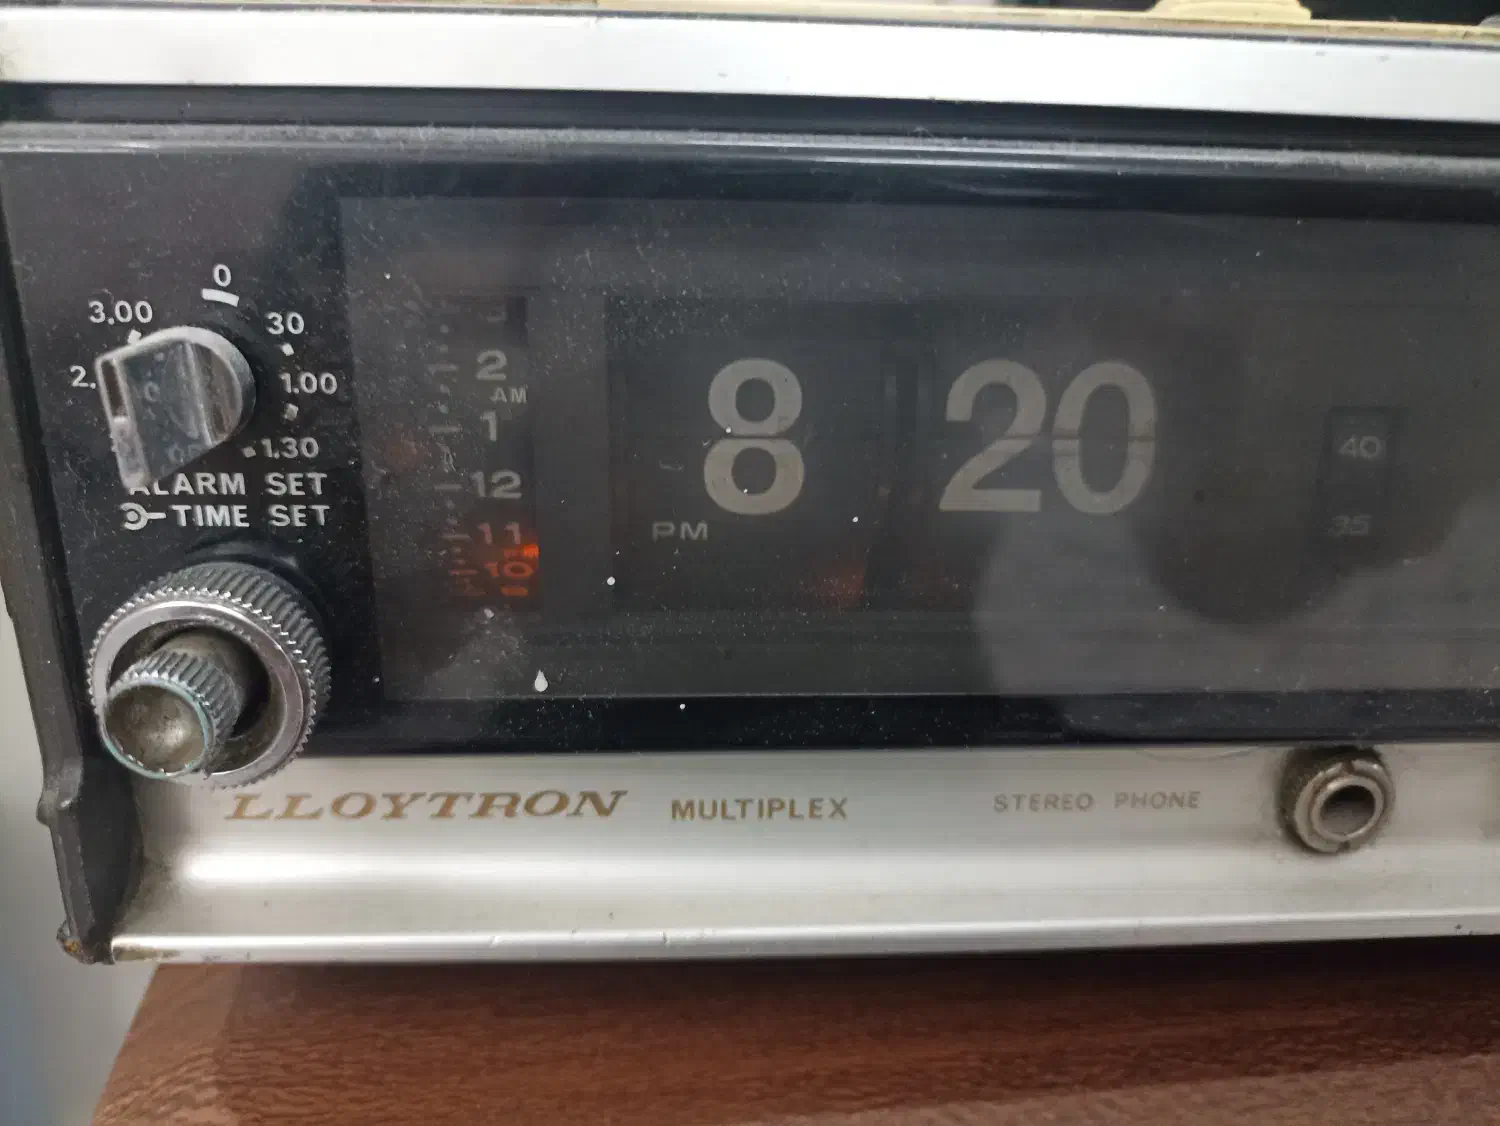 0
3.00
30
2.
1.00
1.30
ALARM SET
TIME SET
2
AM
1
12
11
10
8
PM
20
40
35
LLOYTRON
MULTIPLEX
STEREO PHONE